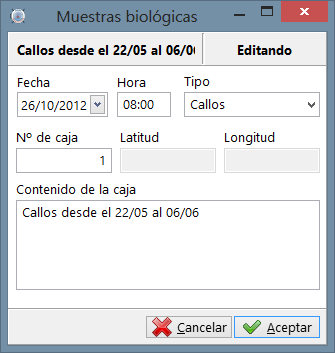 Muestras biológicas
Callos desde el 22/05 al 06/0
Editando
Fecha
Hora
Tipo
26/10/2012
08:00
Callos
Nº de caja
Latitud
Longitud
1
Contenido de la caja
Callos desde el 22/05 al 06/06
Cancelar
Aceptar